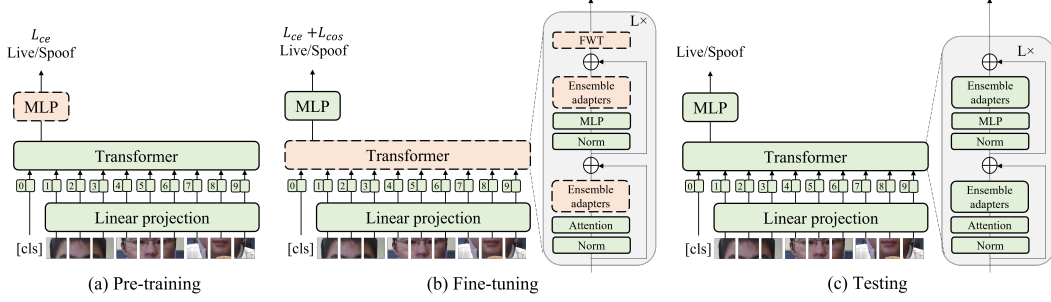 L_ce
Live/Spoof
MLP
Transformer
0 1 2 3 4 5 6 7 8 9
Linear projection
[cls]
(a) Pre-training
L_ce + L_cos
Live/Spoof
MLP
Transformer
0 1 2 3 4 5 6 7 8 9
Linear projection
[cls]
L×
FWT
Ensemble
adapters
MLP
Norm
Ensemble
adapters
Attention
Norm
(b) Fine-tuning
Live/Spoof
MLP
Transformer
0 1 2 3 4 5 6 7 8 9
Linear projection
[cls]
L×
Ensemble
adapters
MLP
Norm
Ensemble
adapters
Attention
Norm
(c) Testing